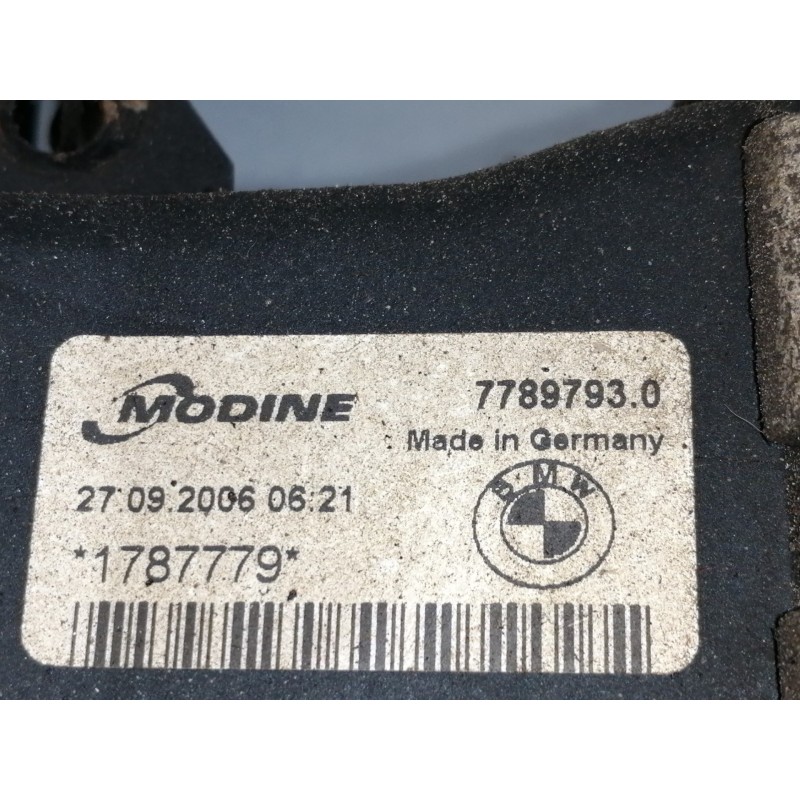 MODINE
7789793.0
Made in Germany
27.09.2006 06:21
BMW
*1787779*